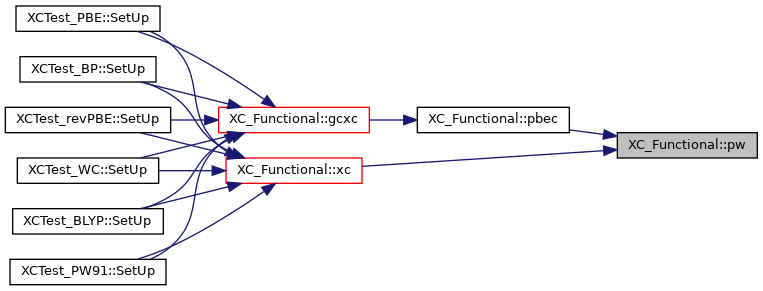 XCTest_PBE::SetUp
XCTest_BP::SetUp
XCTest_revPBE::SetUp
XC_Functional::gcxc
XC_Functional::pbec
XC_Functional::pw
XCTest_WC::SetUp
XC_Functional::xc
XCTest_BLYP::SetUp
XCTest_PW91::SetUp